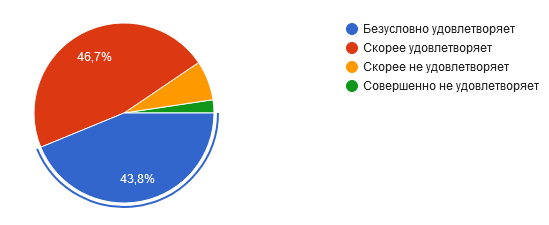 46,7%
43,8%
Безусловно удовлетворяет
Скорее удовлетворяет
Скорее не удовлетворяет
Совершенно не удовлетворяет